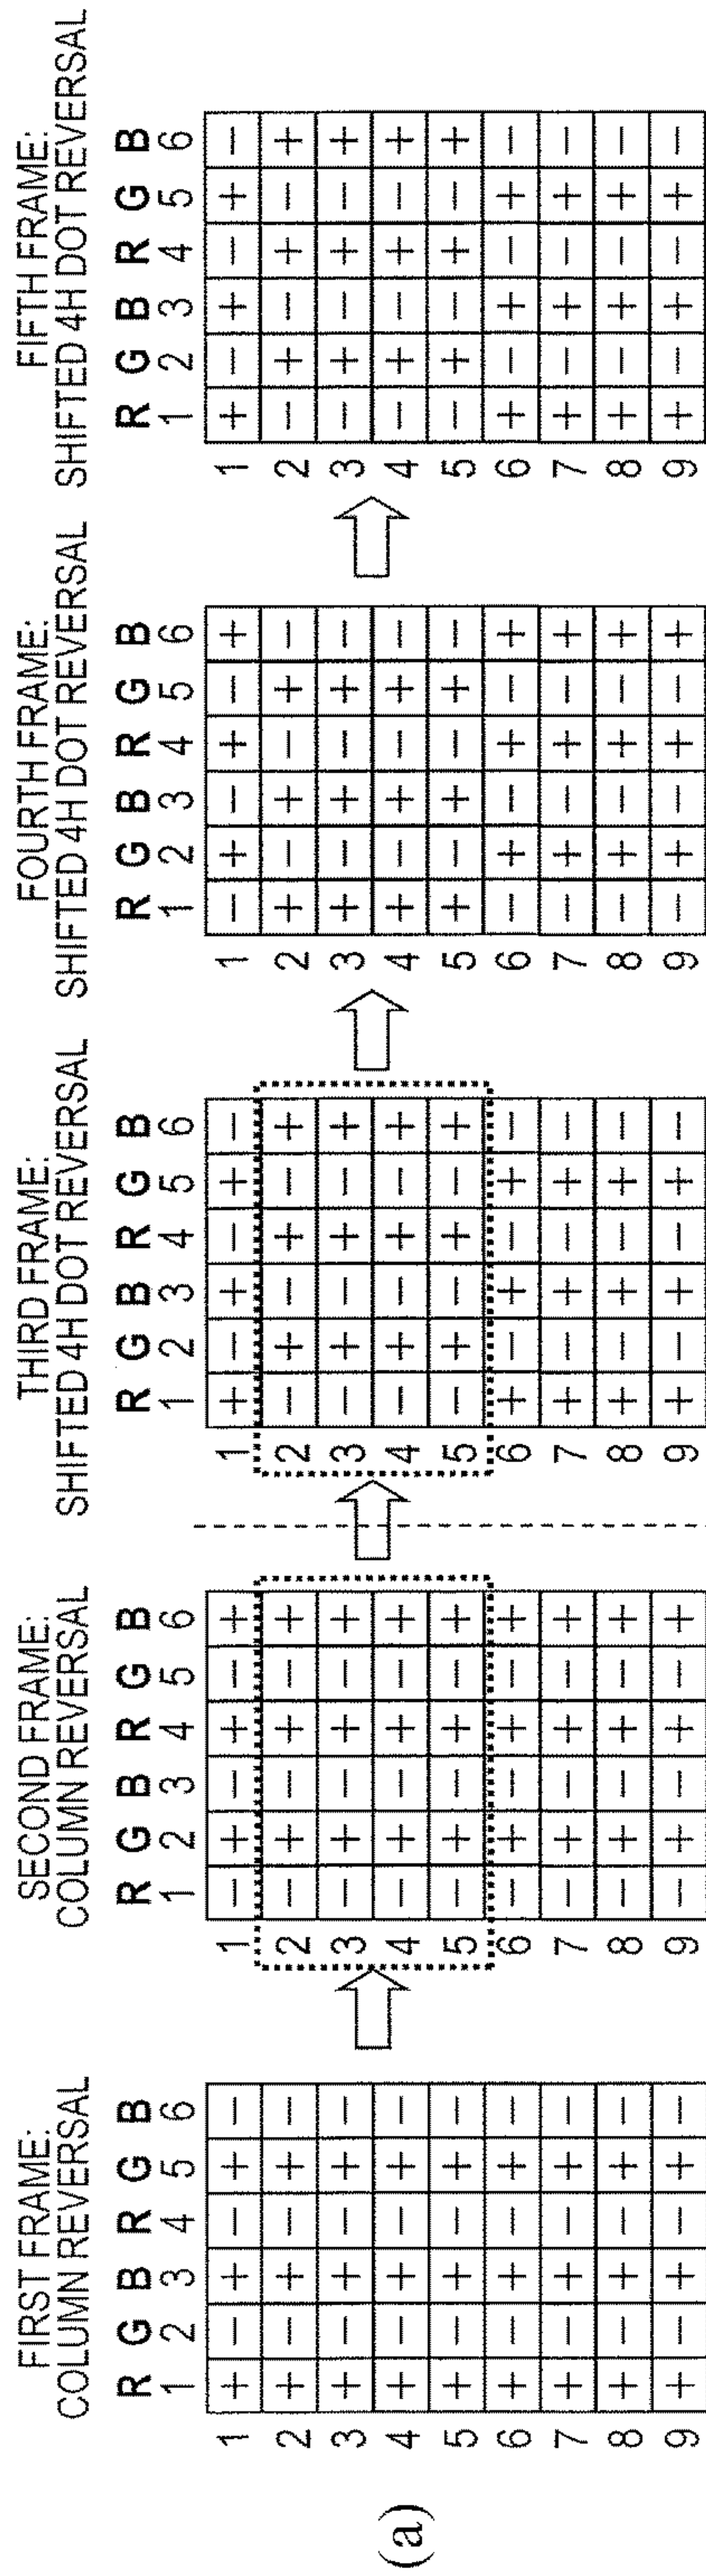 (a)
FIRST FRAME:
COLUMN REVERSAL
R G B R G B
1 2 3 4 5 6
1 + − + − + −
2 + − + − + −
3 + − + − + −
4 + − + − + −
5 + − + − + −
6 + − + − + −
7 + − + − + −
8 + − + − + −
9 + − + − + −
SECOND FRAME:
COLUMN REVERSAL
R G B R G B
1 2 3 4 5 6
1 − + − + − +
2 − + − + − +
3 − + − + − +
4 − + − + − +
5 − + − + − +
6 − + − + − +
7 − + − + − +
8 − + − + − +
9 − + − + − +
THIRD FRAME:
SHIFTED 4H DOT REVERSAL
R G B R G B
1 2 3 4 5 6
1 + − + − + −
2 − + − + − +
3 − + − + − +
4 − + − + − +
5 − + − + − +
6 + − + − + −
7 + − + − + −
8 + − + − + −
9 + − + − + −
FOURTH FRAME:
SHIFTED 4H DOT REVERSAL
R G B R G B
1 2 3 4 5 6
1 − + − + − +
2 + − + − + −
3 + − + − + −
4 + − + − + −
5 + − + − + −
6 − + − + − +
7 − + − + − +
8 − + − + − +
9 − + − + − +
FIFTH FRAME:
SHIFTED 4H DOT REVERSAL
R G B R G B
1 2 3 4 5 6
1 + − + − + −
2 − + − + − +
3 − + − + − +
4 − + − + − +
5 − + − + − +
6 + − + − + −
7 + − + − + −
8 + − + − + −
9 + − + − + −